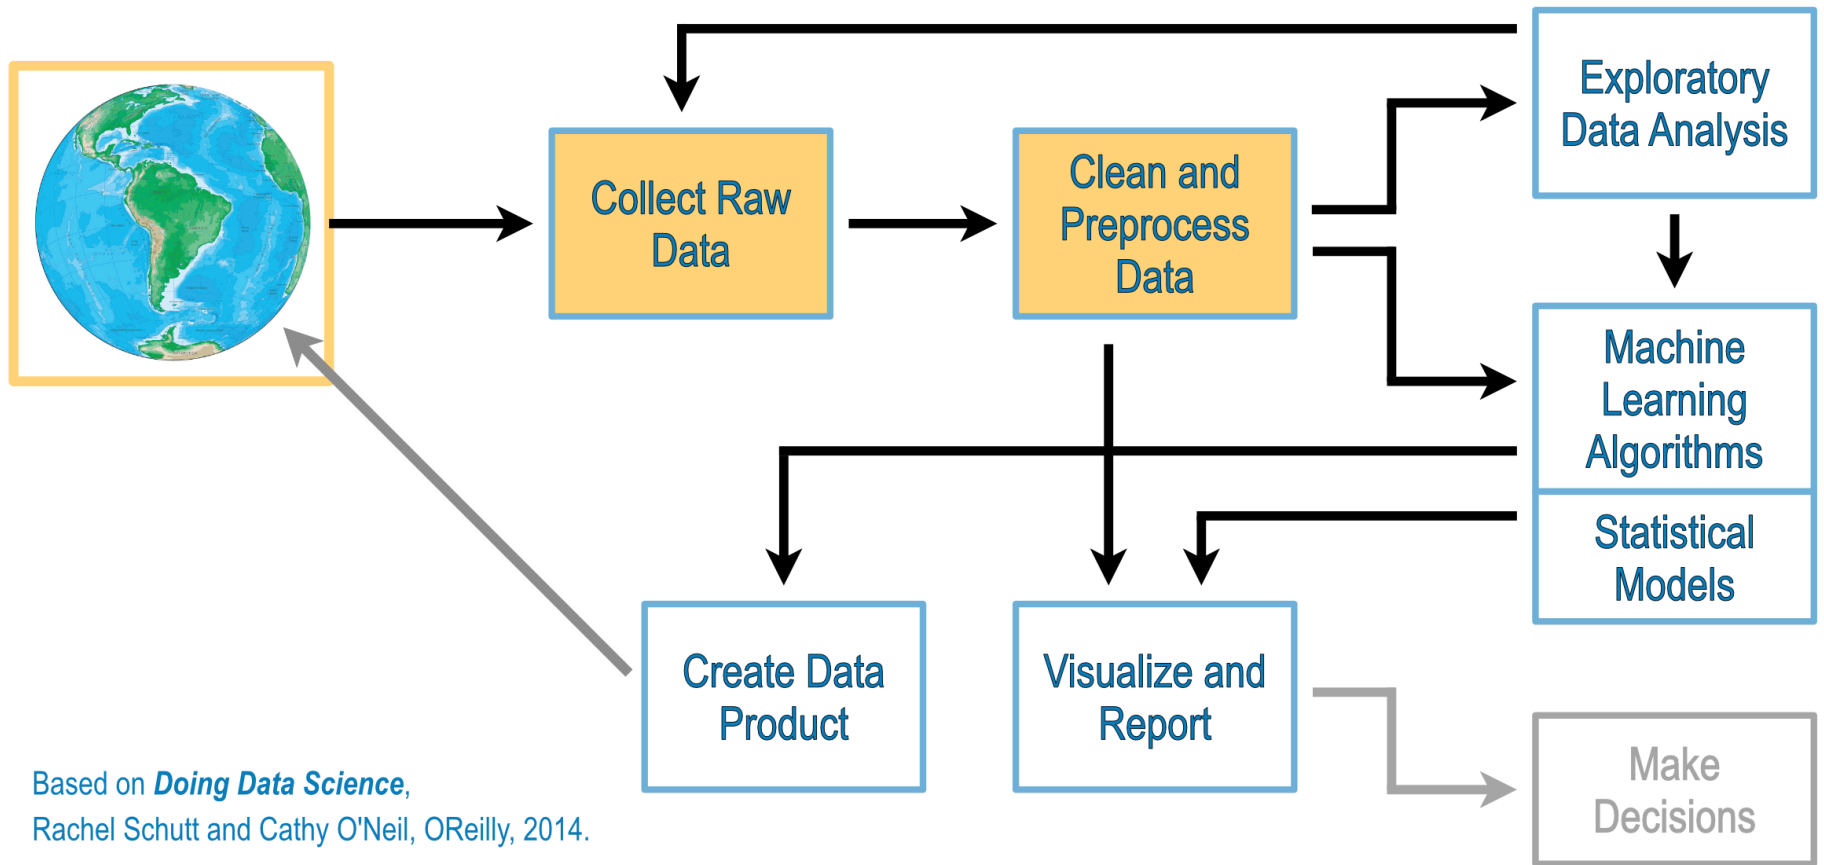 Exploratory
Data Analysis
Collect Raw
Data
Clean and
Preprocess
Data
Machine
Learning
Algorithms
Statistical
Models
Create Data
Product
Visualize and
Report
Make
Decisions
Based on Doing Data Science,
Rachel Schutt and Cathy O'Neil, OReilly, 2014.